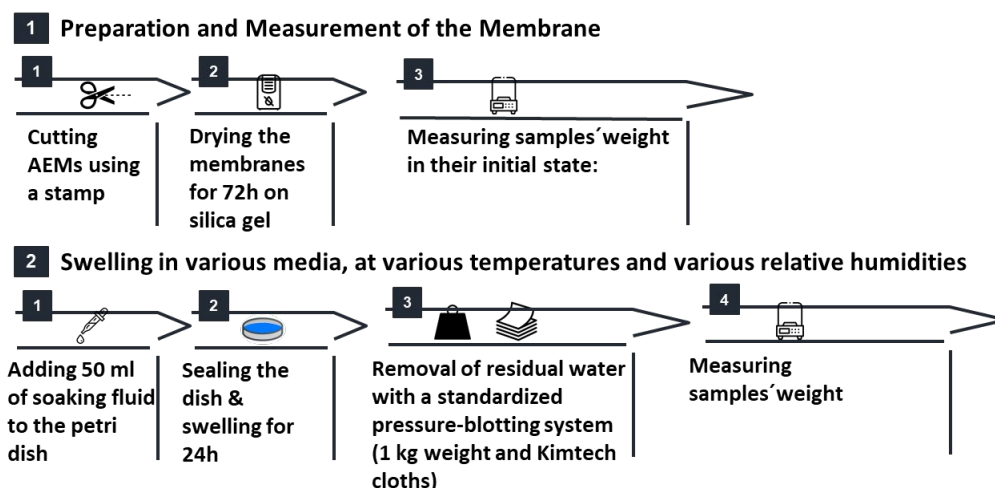 1 Preparation and Measurement of the Membrane
1
Cutting
AEMs using
a stamp
2
Drying the
membranes
for 72h on
silica gel
3
Measuring samples´weight
in their initial state:
2 Swelling in various media, at various temperatures and various relative humidities
1
Adding 50 ml
of soaking fluid
to the petri
dish
2
Sealing the
dish &
swelling for
24h
3
Removal of residual water
with a standardized
pressure-blotting system
(1 kg weight and Kimtech
cloths)
4
Measuring
samples´weight